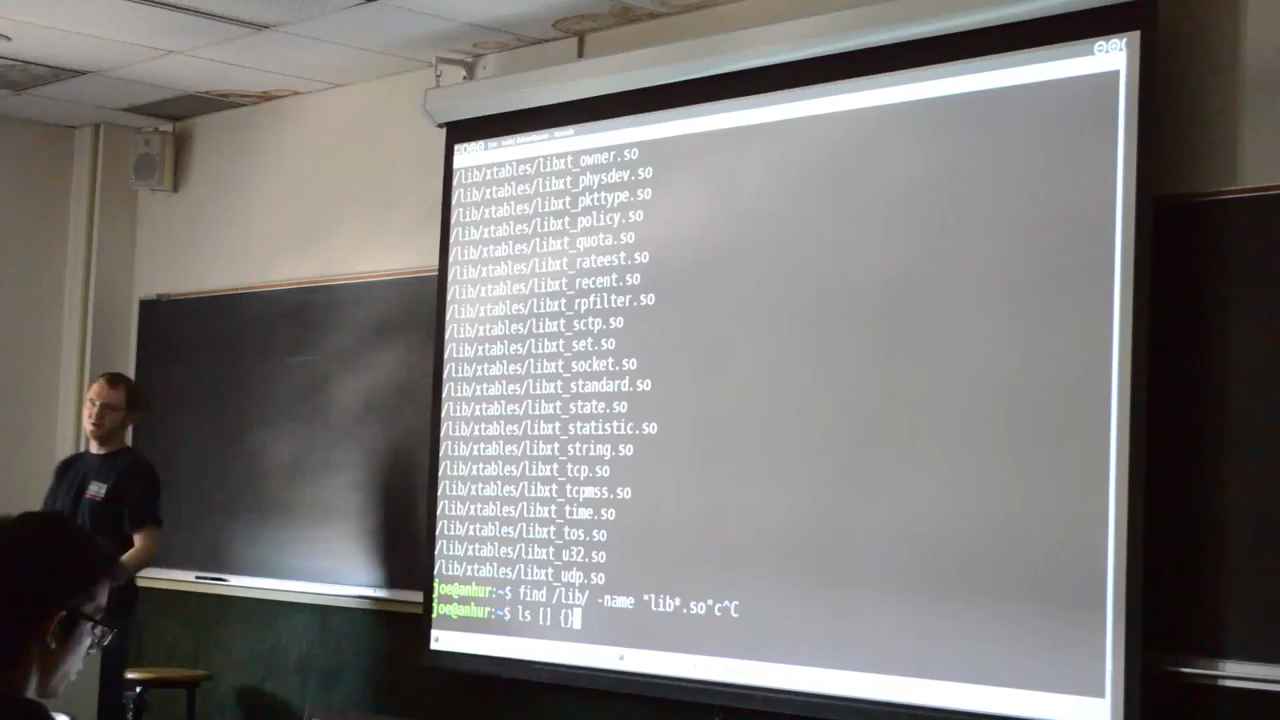 /lib/xtables/libxt_owner.so
/lib/xtables/libxt_physdev.so
/lib/xtables/libxt_pkttype.so
/lib/xtables/libxt_policy.so
/lib/xtables/libxt_quota.so
/lib/xtables/libxt_rateest.so
/lib/xtables/libxt_recent.so
/lib/xtables/libxt_rpfilter.so
/lib/xtables/libxt_sctp.so
/lib/xtables/libxt_set.so
/lib/xtables/libxt_socket.so
/lib/xtables/libxt_standard.so
/lib/xtables/libxt_state.so
/lib/xtables/libxt_statistic.so
/lib/xtables/libxt_string.so
/lib/xtables/libxt_tcp.so
/lib/xtables/libxt_tcpmss.so
/lib/xtables/libxt_time.so
/lib/xtables/libxt_tos.so
/lib/xtables/libxt_u32.so
/lib/xtables/libxt_udp.so
joe@anhur:~$ find /lib/ -name "lib*.so"c^C
joe@anhur:~$ ls [] {}